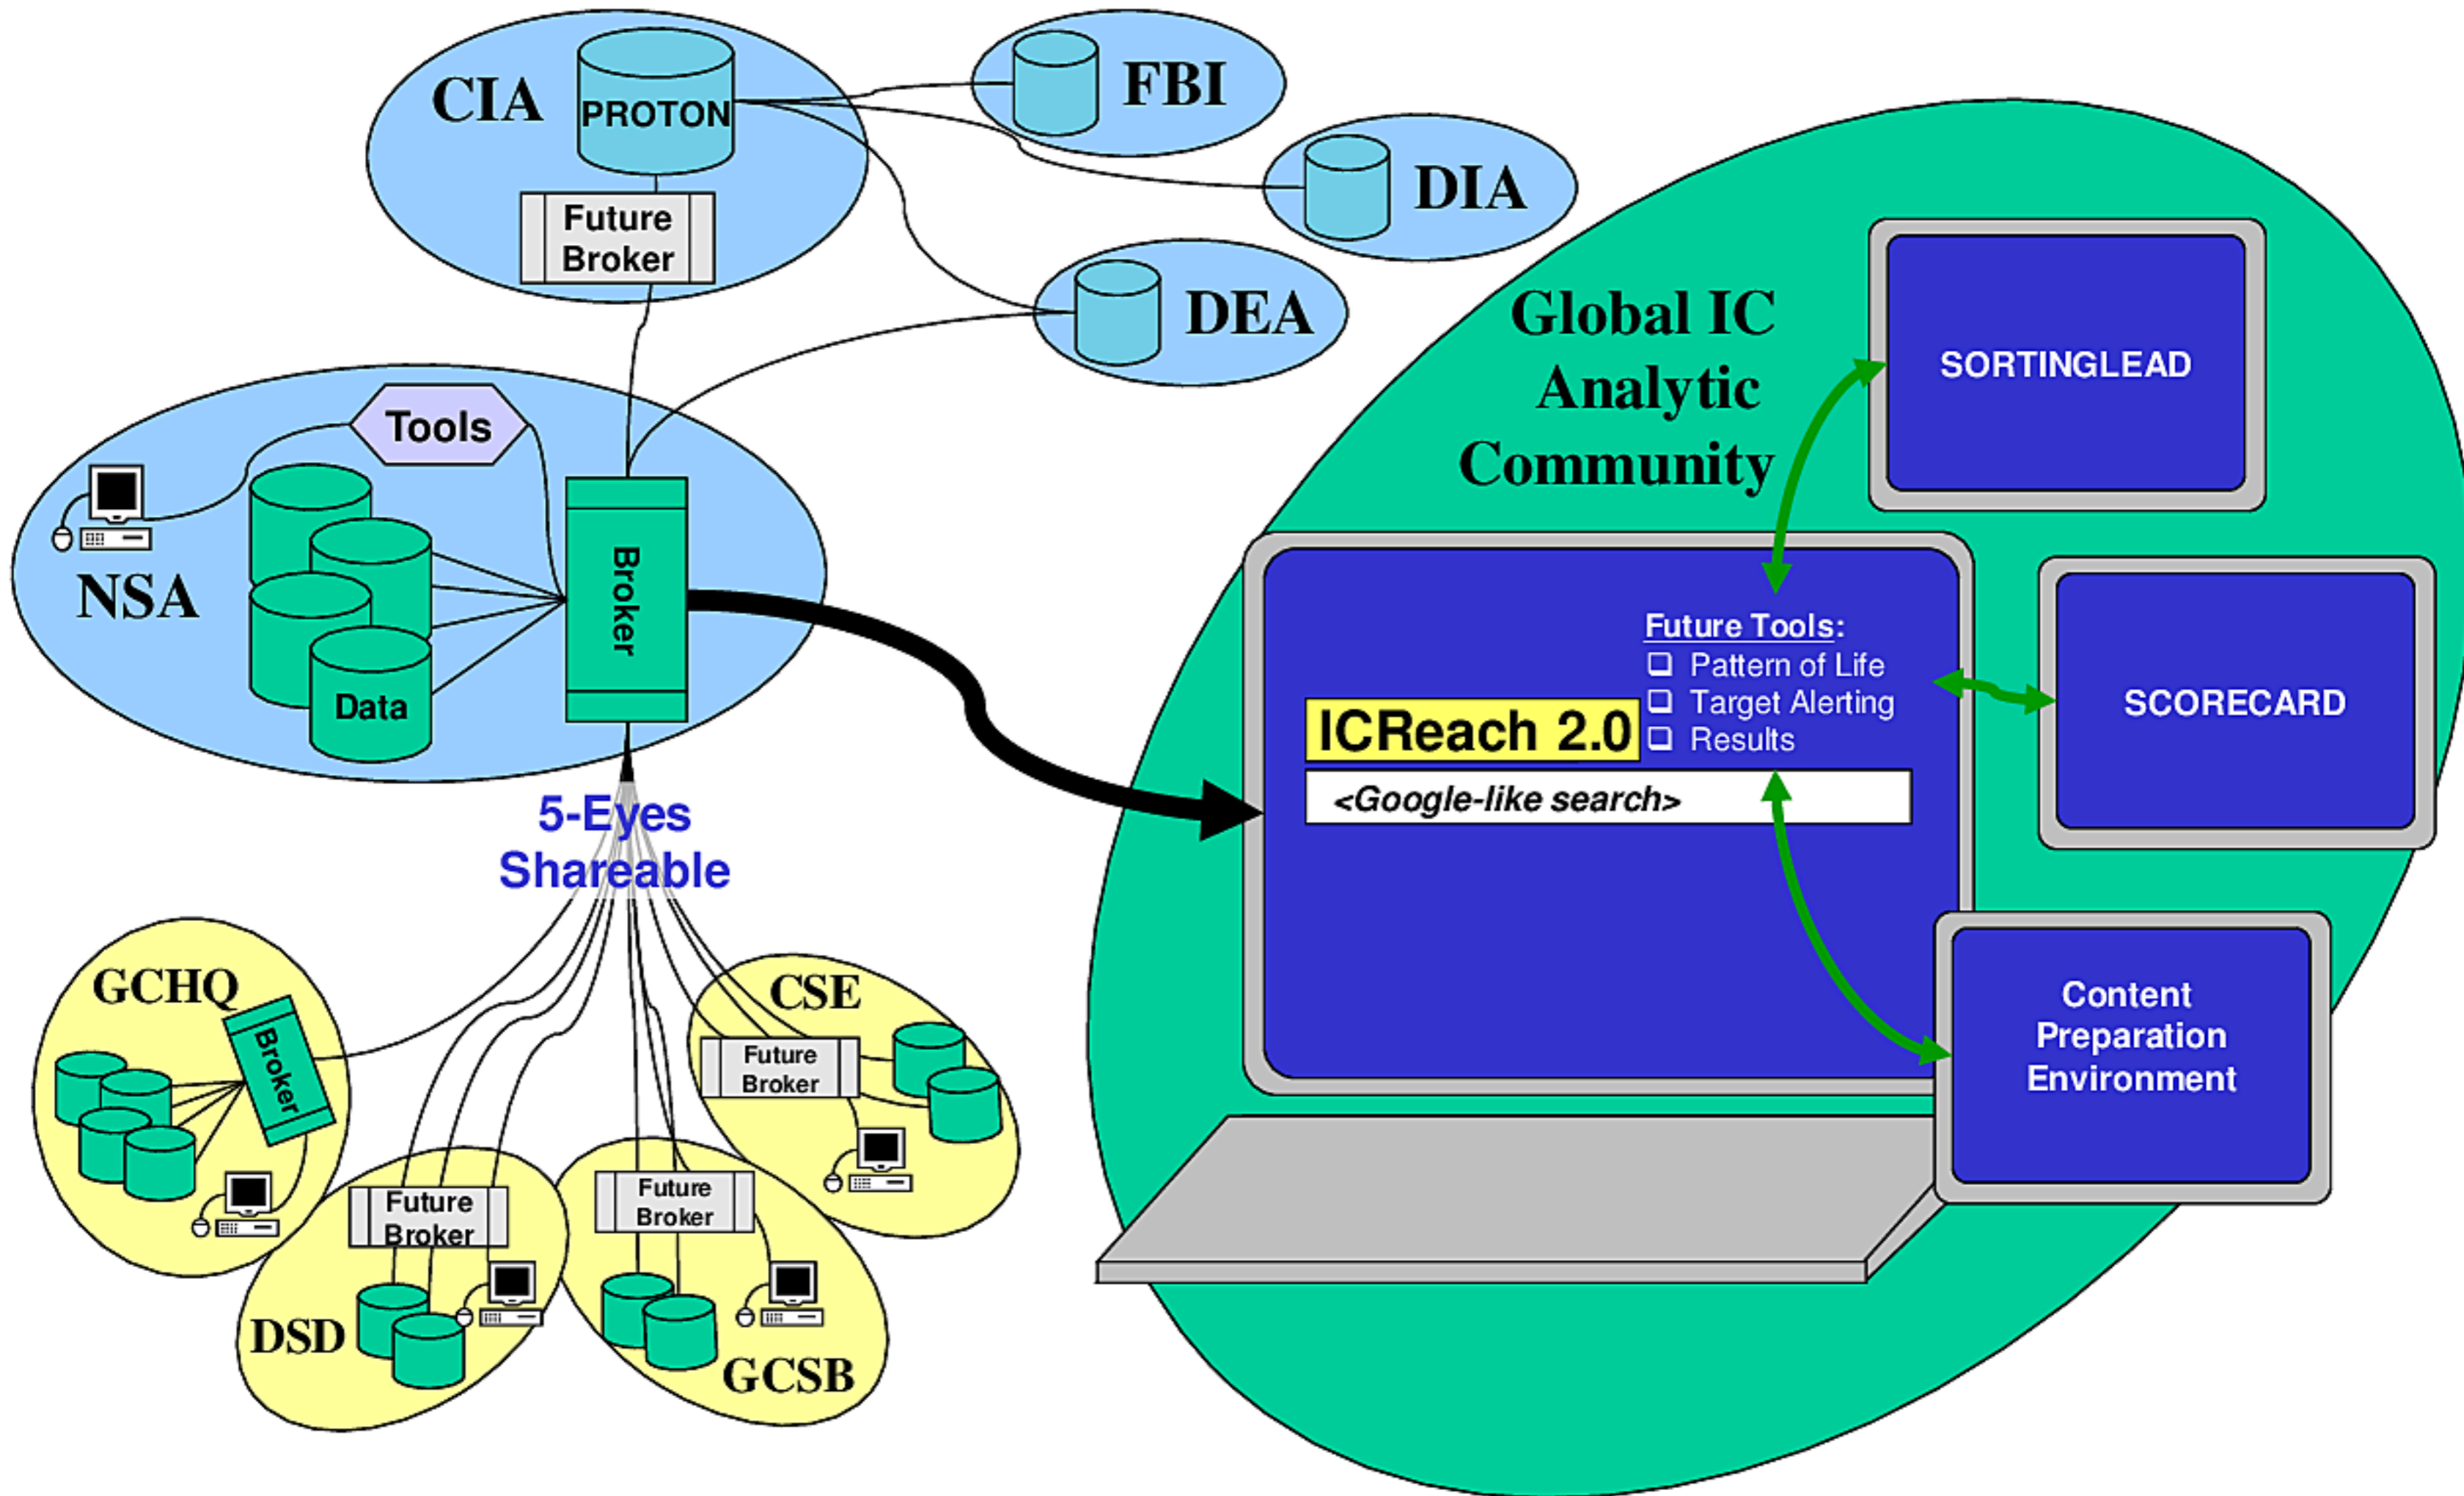 CIA
PROTON
Future
Broker
FBI
DIA
DEA
NSA
Tools
Data
Broker
5-Eyes
Shareable
GCHQ
Broker
DSD
Future
Broker
GCSB
Future
Broker
CSE
Future
Broker
Global IC
Analytic
Community
SORTINGLEAD
SCORECARD
Future Tools:
Pattern of Life
Target Alerting
Results
ICReach 2.0
<Google-like search>
Content
Preparation
Environment